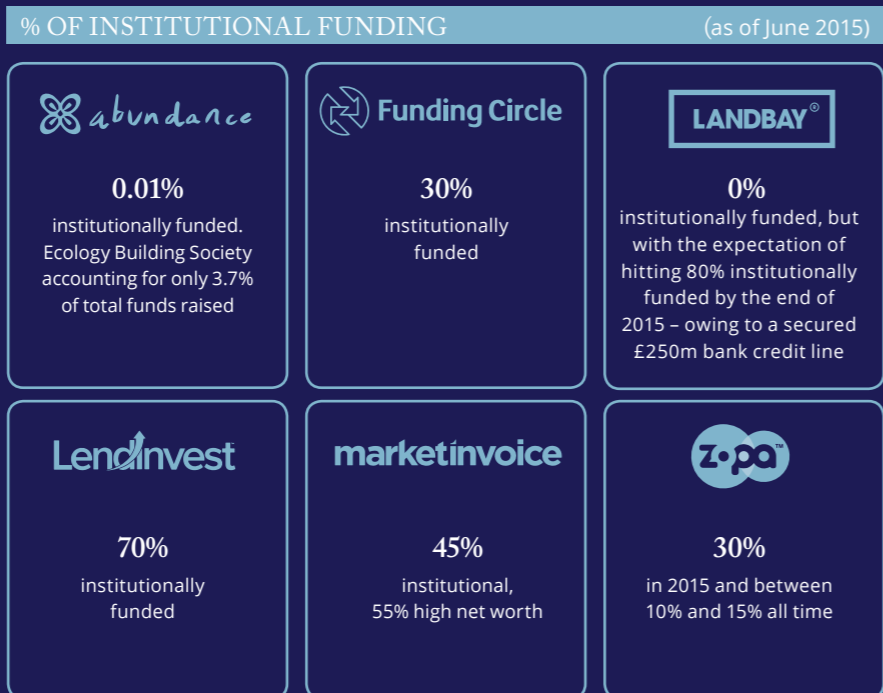 % OF INSTITUTIONAL FUNDING (as of June 2015)
abundance
0.01%
institutionally funded.
Ecology Building Society
accounting for only 3.7%
of total funds raised
Funding Circle
30%
institutionally
funded
LANDBAY®
0%
institutionally funded, but
with the expectation of
hitting 80% institutionally
funded by the end of
2015 – owing to a secured
£250m bank credit line
LendInvest
70%
institutionally
funded
marketinvoice
45%
institutional,
55% high net worth
zopa™
30%
in 2015 and between
10% and 15% all time